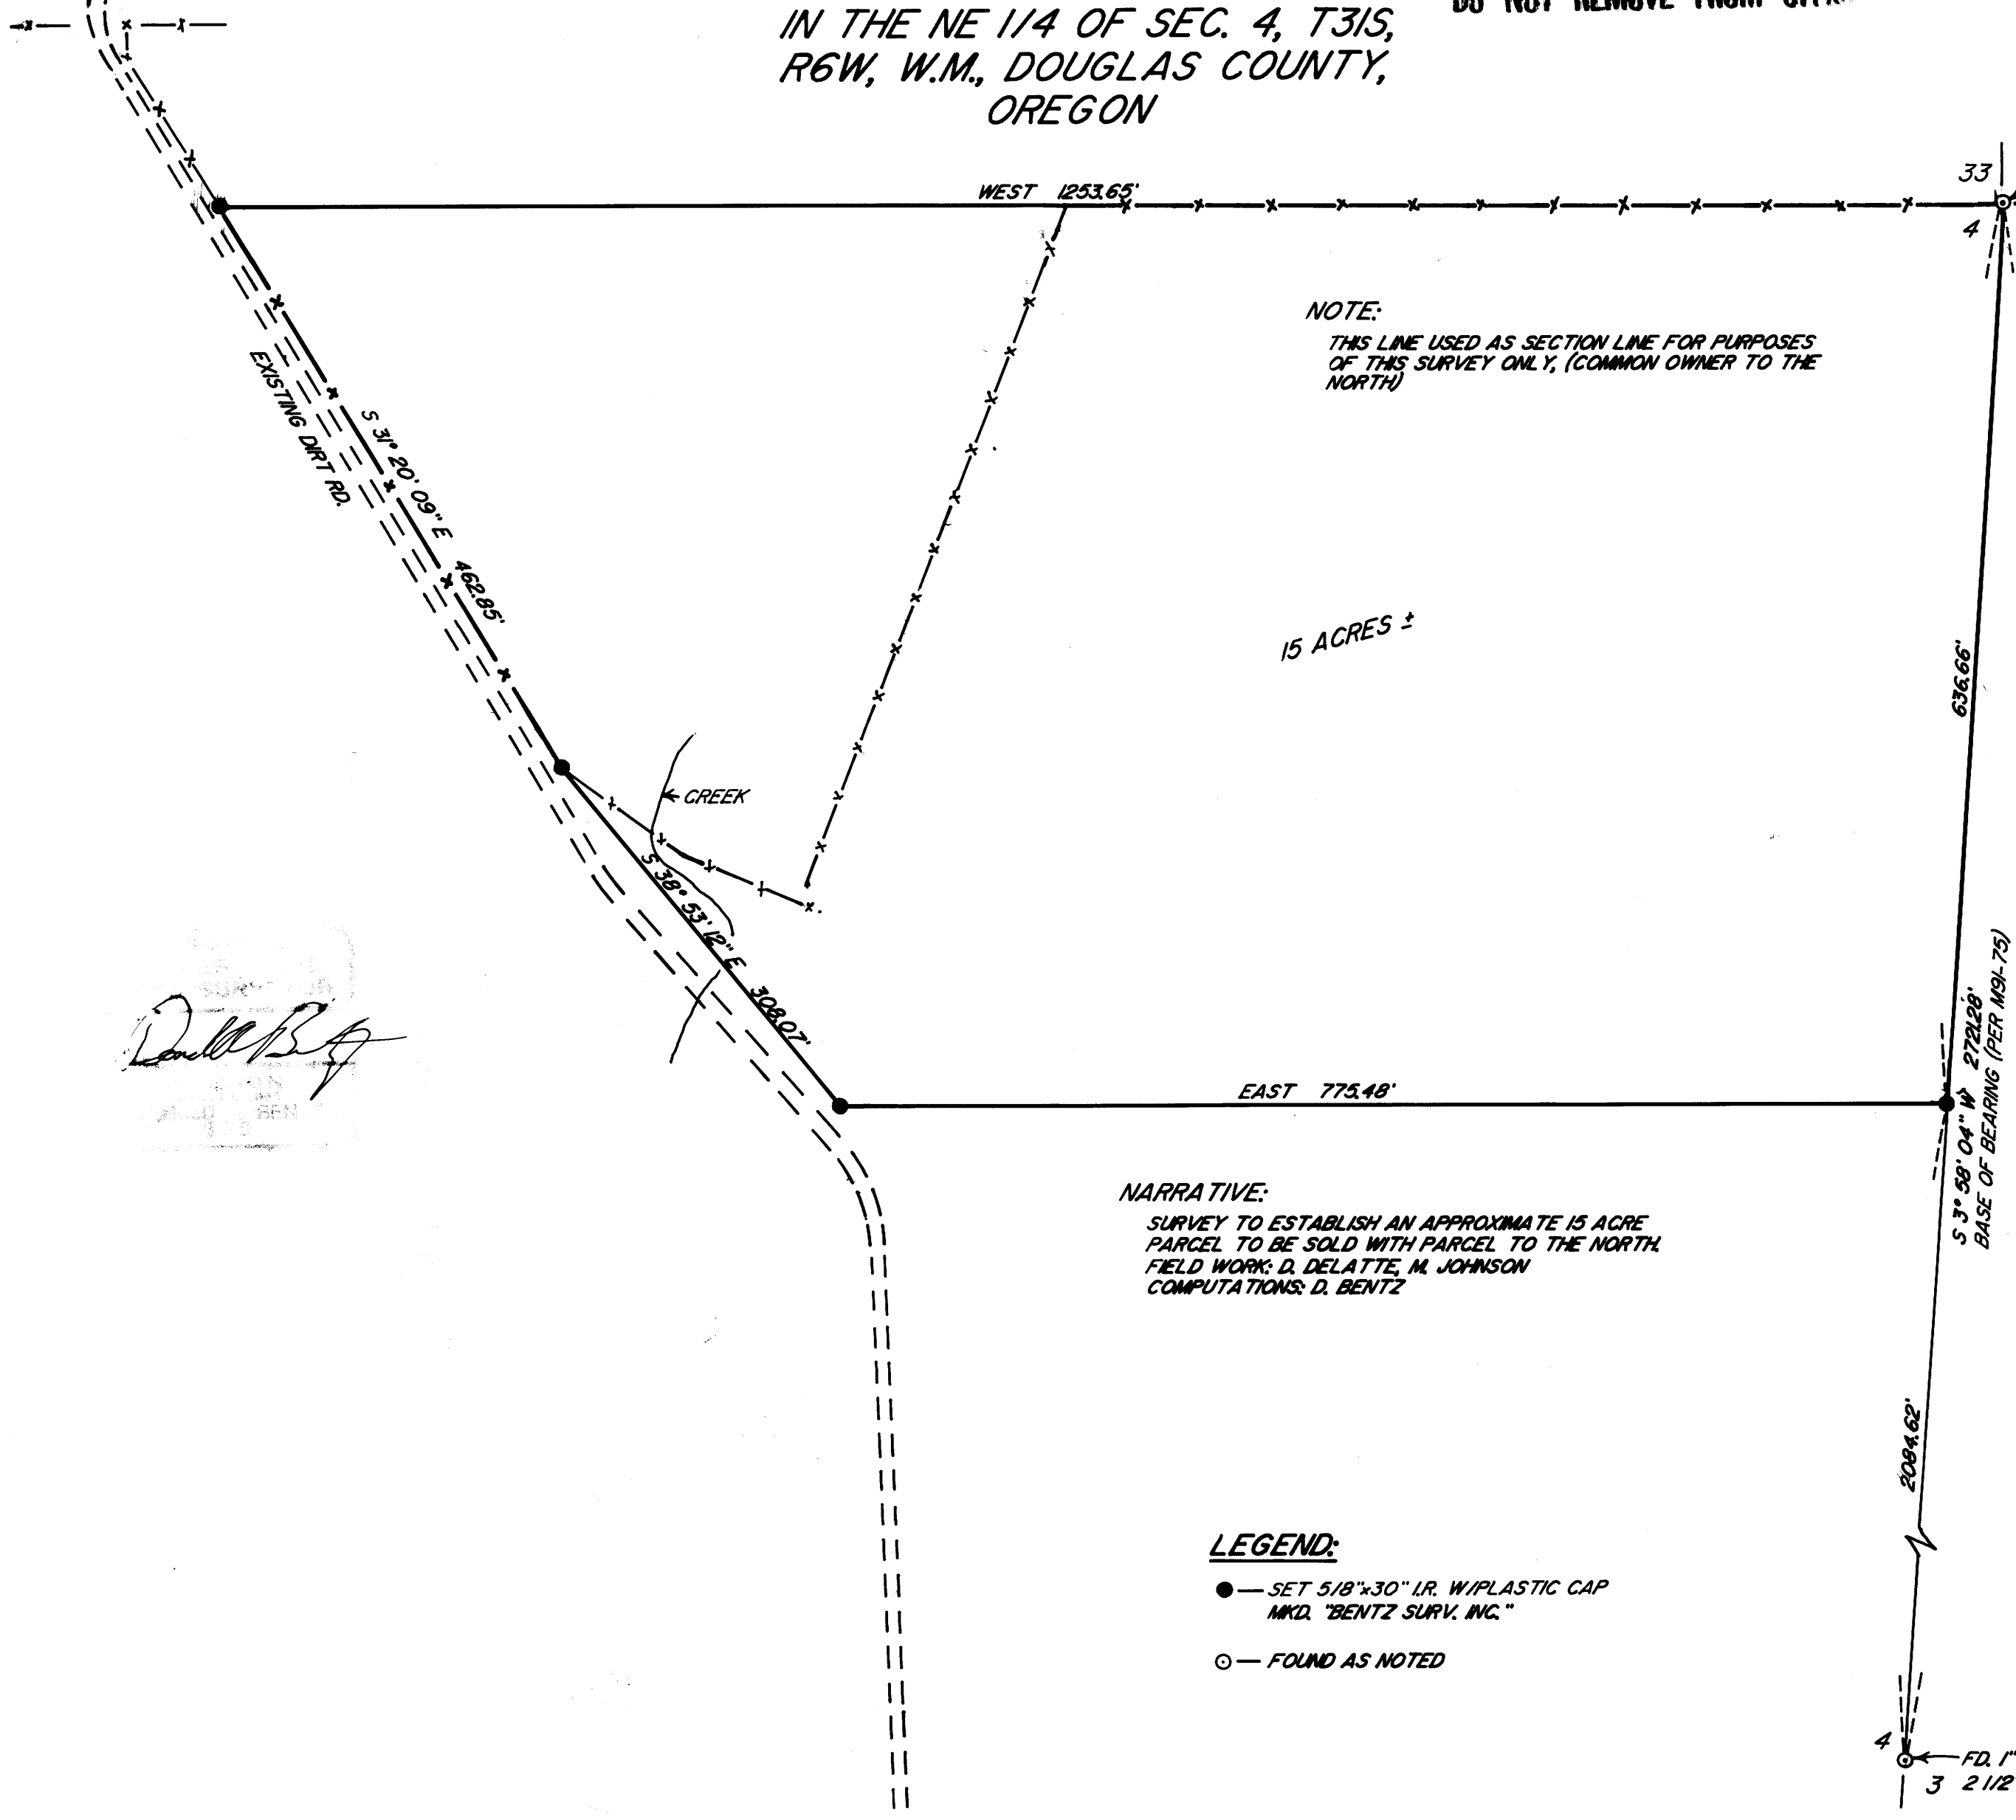 DO NOT REMOVE FROM
IN THE NE 1/4 OF SEC. 4, T31S,
R6W, W.M., DOUGLAS COUNTY,
OREGON
33
WEST 1253.65'
4
NOTE:
THIS LINE USED AS SECTION LINE FOR PURPOSES
OF THIS SURVEY ONLY, (COMMON OWNER TO THE
NORTH)
EXISTING DIRT RD.
S 31° 20' 09" E 462.85'
15 ACRES ±
636.66'
CREEK
S 38° 53' 12" E 308.07'
EAST 775.48'
S 3° 58' 04" W 2721.28'
BASE OF BEARING (PER M91-75)
NARRATIVE:
SURVEY TO ESTABLISH AN APPROXIMATE 15 ACRE
PARCEL TO BE SOLD WITH PARCEL TO THE NORTH.
FIELD WORK: D. DELATTE, M. JOHNSON
COMPUTATIONS: D. BENTZ
2084.62'
LEGEND:
SET 5/8"x30" I.R. W/PLASTIC CAP
MKD. "BENTZ SURV. INC."
FOUND AS NOTED
4
FD. 1"
3 2 1/2